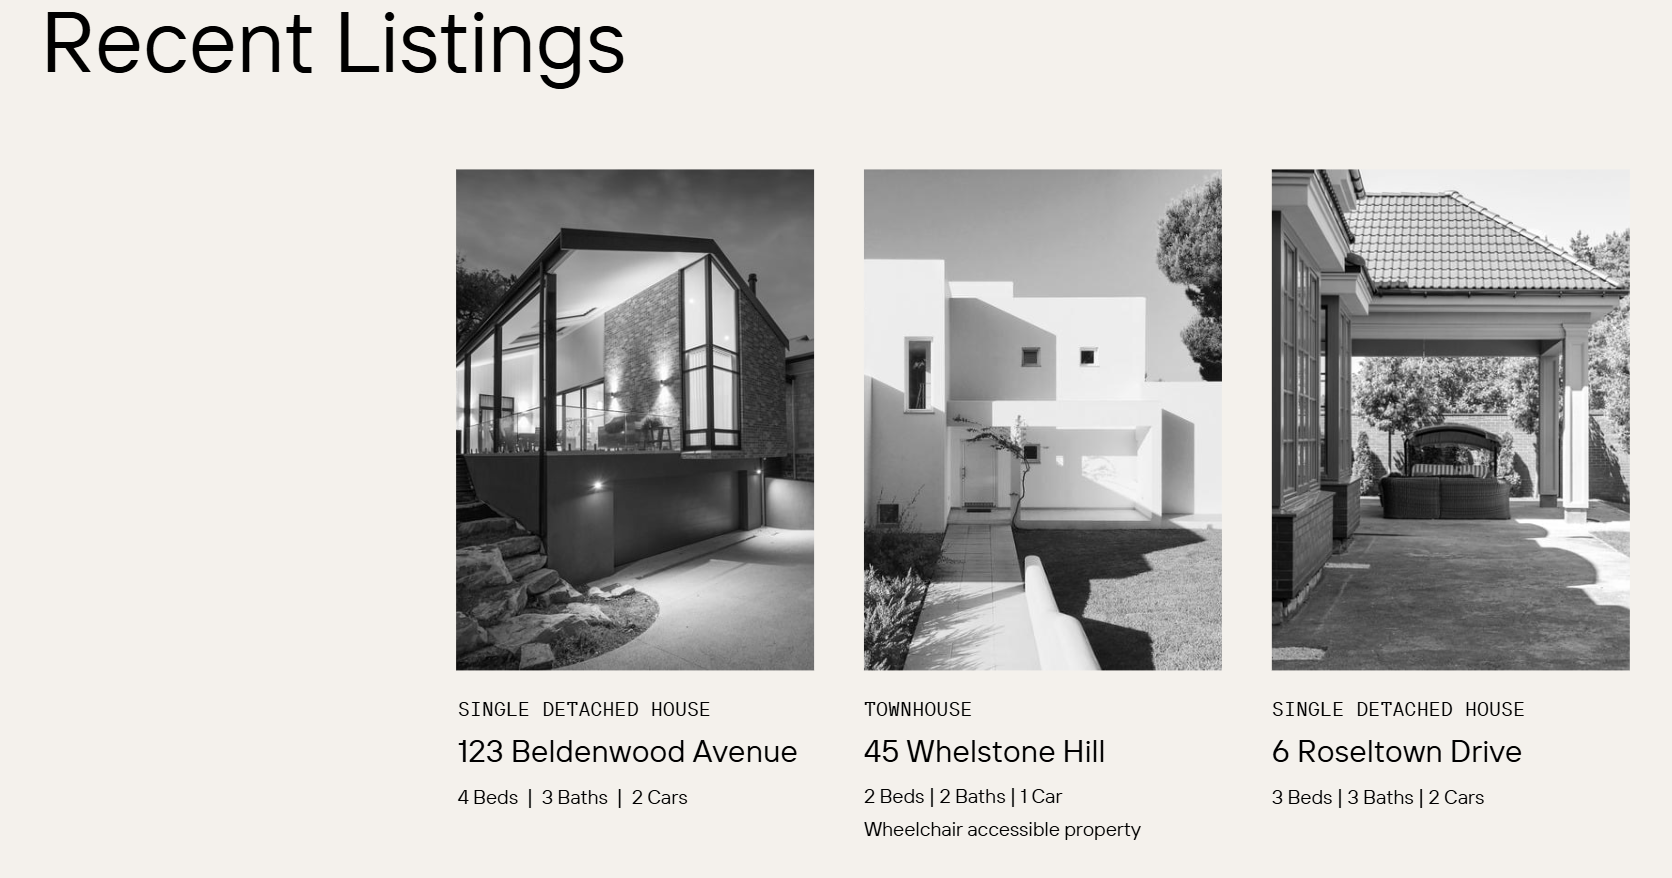 Recent Listings
SINGLE DETACHED HOUSE
123 Beldenwood Avenue
4 Beds | 3 Baths | 2 Cars
TOWNHOUSE
45 Whelstone Hill
2 Beds | 2 Baths | 1 Car
Wheelchair accessible property
SINGLE DETACHED HOUSE
6 Roseltown Drive
3 Beds | 3 Baths | 2 Cars